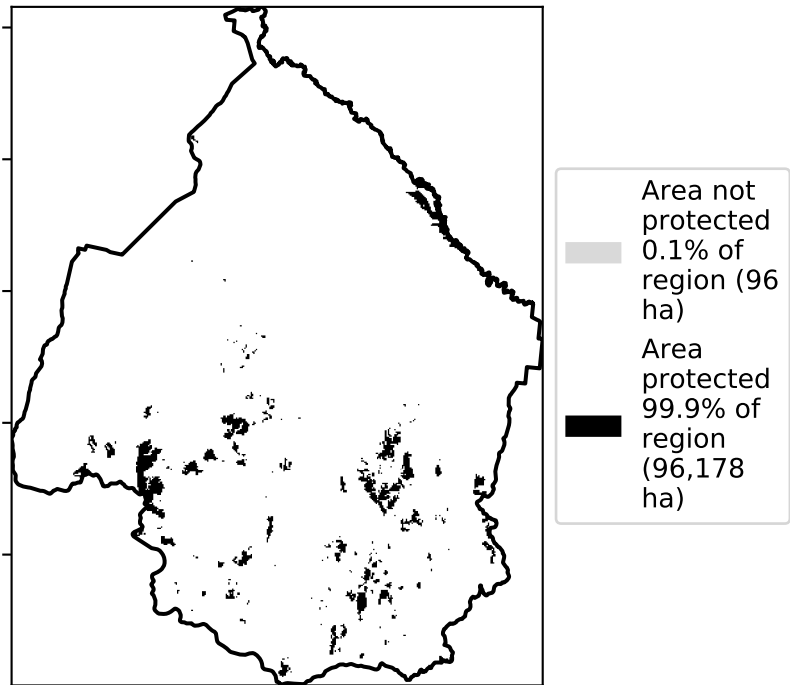 Area not
protected
0.1% of
region (96
ha)
Area
protected
99.9% of
region
(96,178
ha)